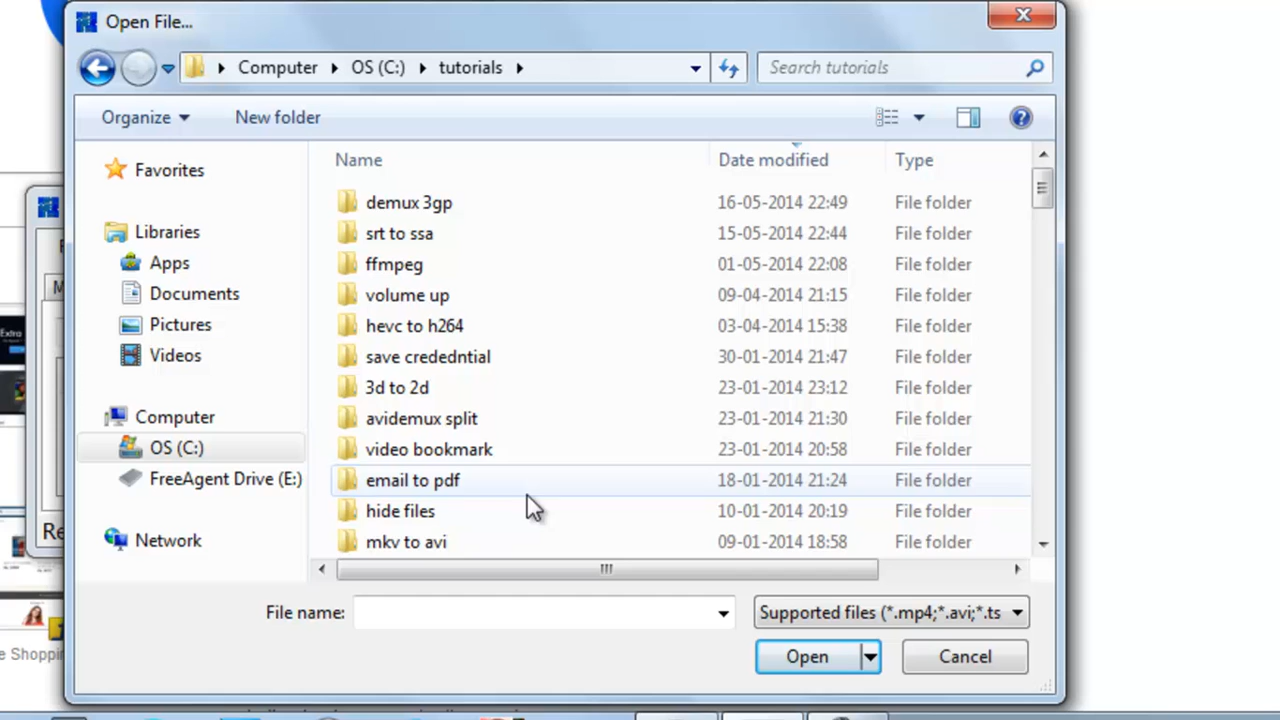 Open File...
Computer OS (C:) tutorials
Search tutorials
Organize New folder
Name Date modified Type
Favorites
Libraries
Apps
Documents
Pictures
Videos
Computer
OS (C:)
FreeAgent Drive (E:)
Network
demux 3gp 16-05-2014 22:49 File folder
srt to ssa 15-05-2014 22:44 File folder
ffmpeg 01-05-2014 22:08 File folder
volume up 09-04-2014 21:15 File folder
hevc to h264 03-04-2014 15:38 File folder
save crededntial 30-01-2014 21:47 File folder
3d to 2d 23-01-2014 23:12 File folder
avidemux split 23-01-2014 21:30 File folder
video bookmark 23-01-2014 20:58 File folder
email to pdf 18-01-2014 21:24 File folder
hide files 10-01-2014 20:19 File folder
mkv to avi 09-01-2014 18:58 File folder
File name:
Supported files (*.mp4;*.avi;*.ts
Open Cancel
M
Extra
Re
e Shoppin